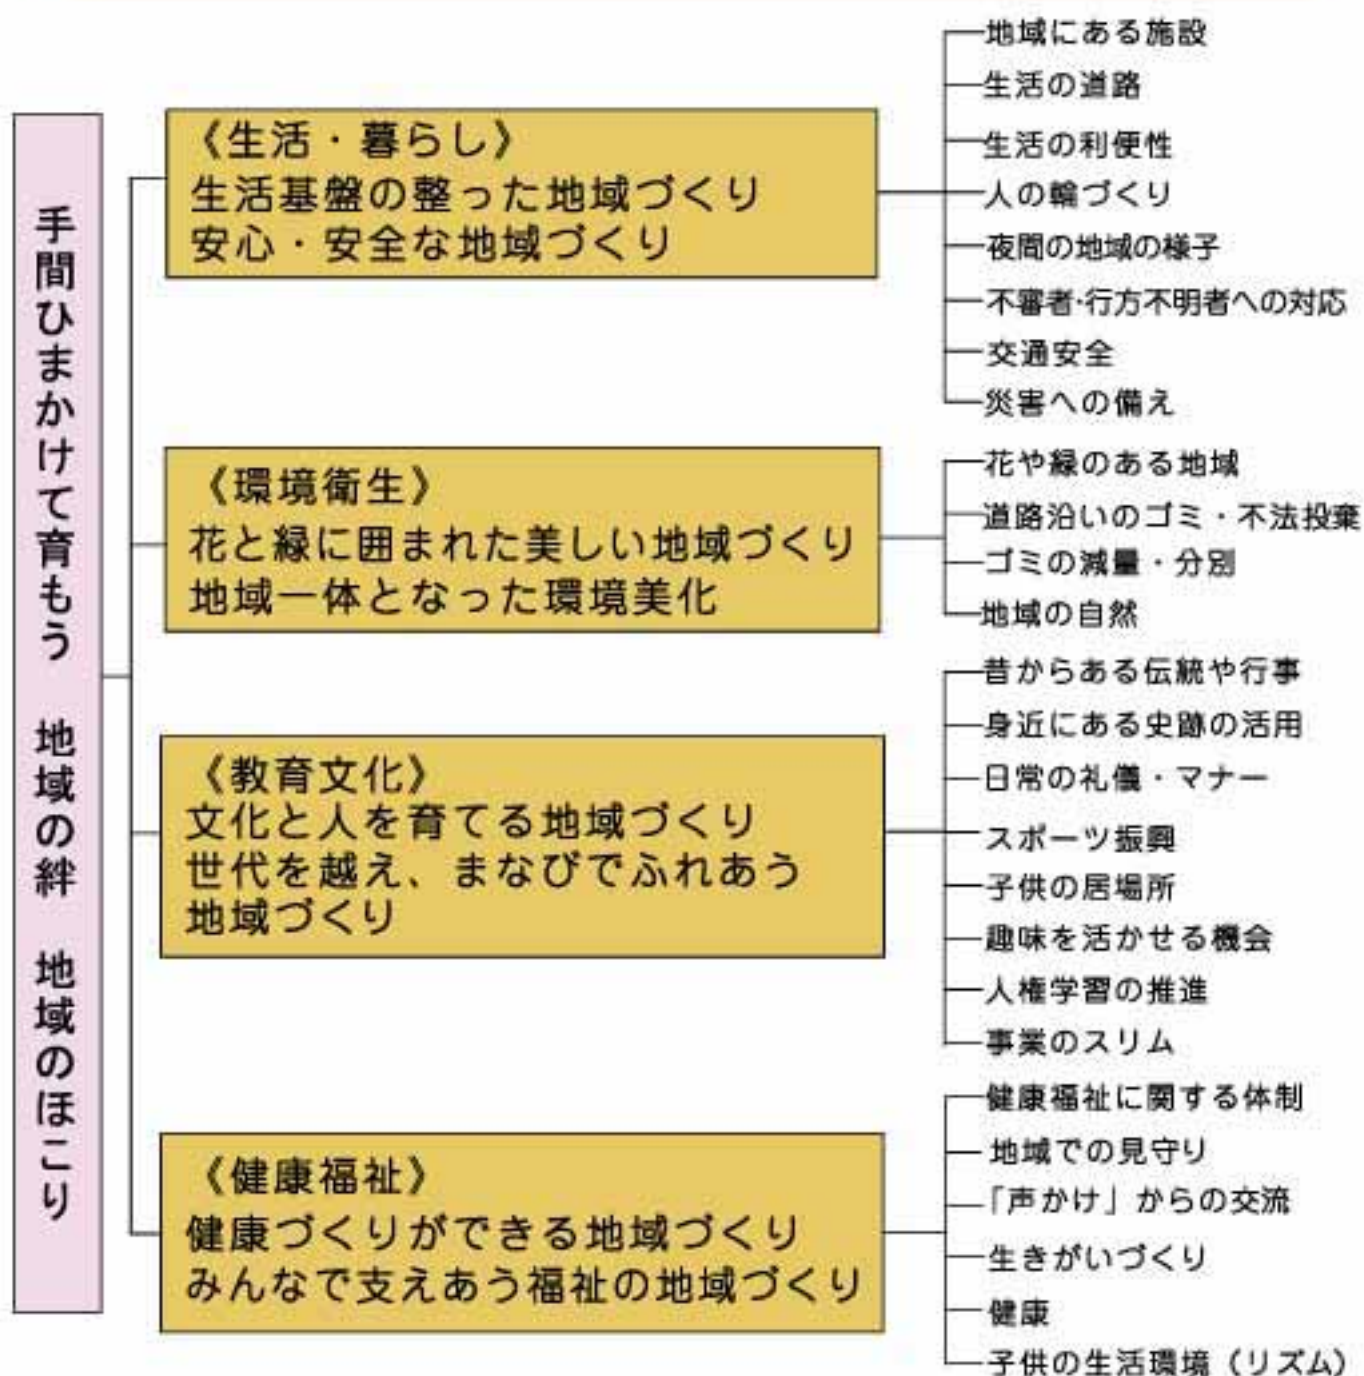 手間ひまかけて育もう 地域の絆 地域のほこり
《生活・暮らし》
生活基盤の整った地域づくり
安心・安全な地域づくり
地域にある施設
生活の道路
生活の利便性
人の輪づくり
夜間の地域の様子
不審者・行方不明者への対応
交通安全
災害への備え
《環境衛生》
花と緑に囲まれた美しい地域づくり
地域一体となった環境美化
花や緑のある地域
道路沿いのゴミ・不法投棄
ゴミの減量・分別
地域の自然
《教育文化》
文化と人を育てる地域づくり
世代を越え、まなびでふれあう
地域づくり
昔からある伝統や行事
身近にある史跡の活用
日常の礼儀・マナー
スポーツ振興
子供の居場所
趣味を活かせる機会
人権学習の推進
事業のスリム
《健康福祉》
健康づくりができる地域づくり
みんなで支えあう福祉の地域づくり
健康福祉に関する体制
地域での見守り
「声かけ」からの交流
生きがいづくり
健康
子供の生活環境（リズム）